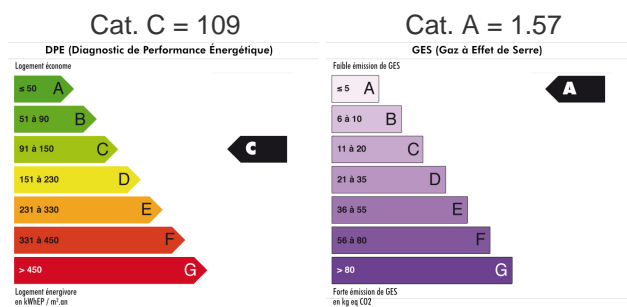 Cat. C = 109
DPE (Diagnostic de Performance Énergétique)
Logement économe
≤ 50 A
51 à 90 B
91 à 150 C
C
151 à 230 D
231 à 330 E
331 à 450 F
> 450 G
Logement énergivore
en kWhEP / m².an
Cat. A = 1.57
GES (Gaz à Effet de Serre)
Faible émission de GES
≤ 5 A
A
6 à 10 B
11 à 20 C
21 à 35 D
36 à 55 E
56 à 80 F
> 80 G
Forte émission de GES
en kg eq CO2